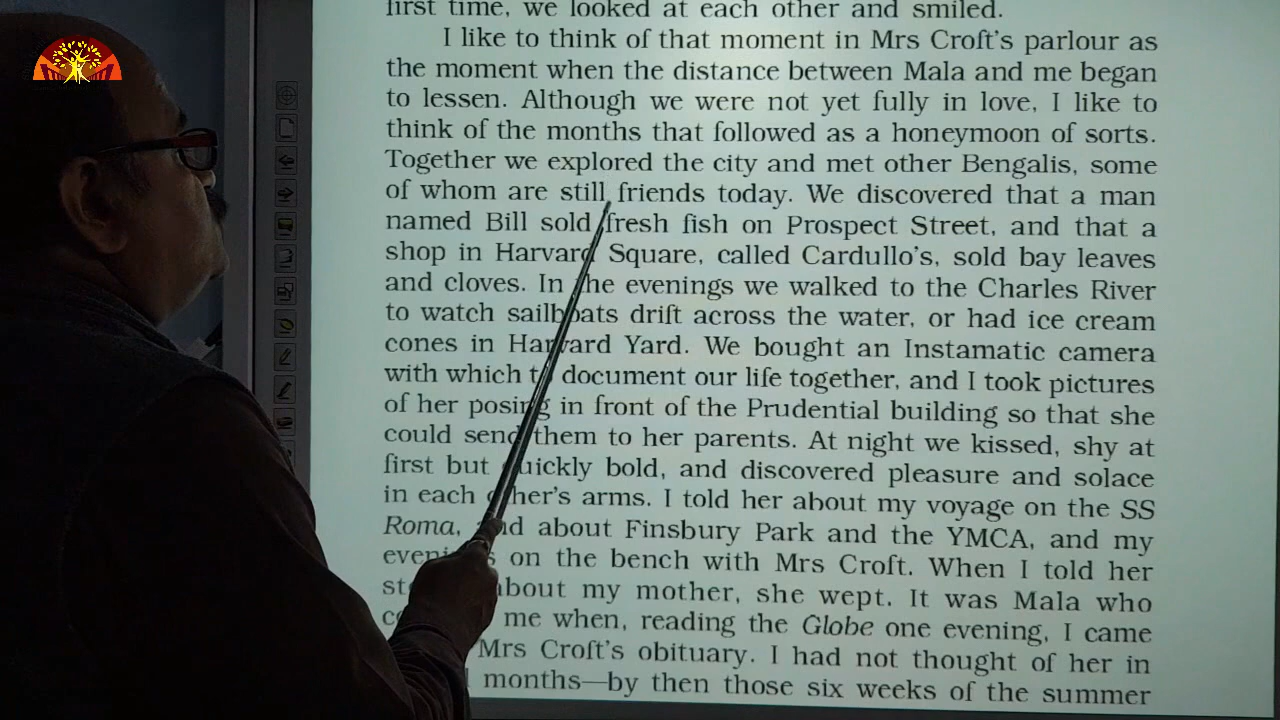 first time, we looked at each other and smiled.
I like to think of that moment in Mrs Croft's parlour as
the moment when the distance between Mala and me began
to lessen. Although we were not yet fully in love, I like to
think of the months that followed as a honeymoon of sorts.
Together we explored the city and met other Bengalis, some
of whom are still friends today. We discovered that a man
named Bill sold fresh fish on Prospect Street, and that a
shop in Harvard Square, called Cardullo's, sold bay leaves
and cloves. In the evenings we walked to the Charles River
to watch sailboats drift across the water, or had ice cream
cones in Harvard Yard. We bought an Instamatic camera
with which to document our life together, and I took pictures
of her posing in front of the Prudential building so that she
could send them to her parents. At night we kissed, shy at
first but quickly bold, and discovered pleasure and solace
in each other's arms. I told her about my voyage on the SS
Roma, and about Finsbury Park and the YMCA, and my
evenings on the bench with Mrs Croft. When I told her
about my mother, she wept. It was Mala who
me when, reading the Globe one evening, I came
Mrs Croft's obituary. I had not thought of her in
months—by then those six weeks of the summer